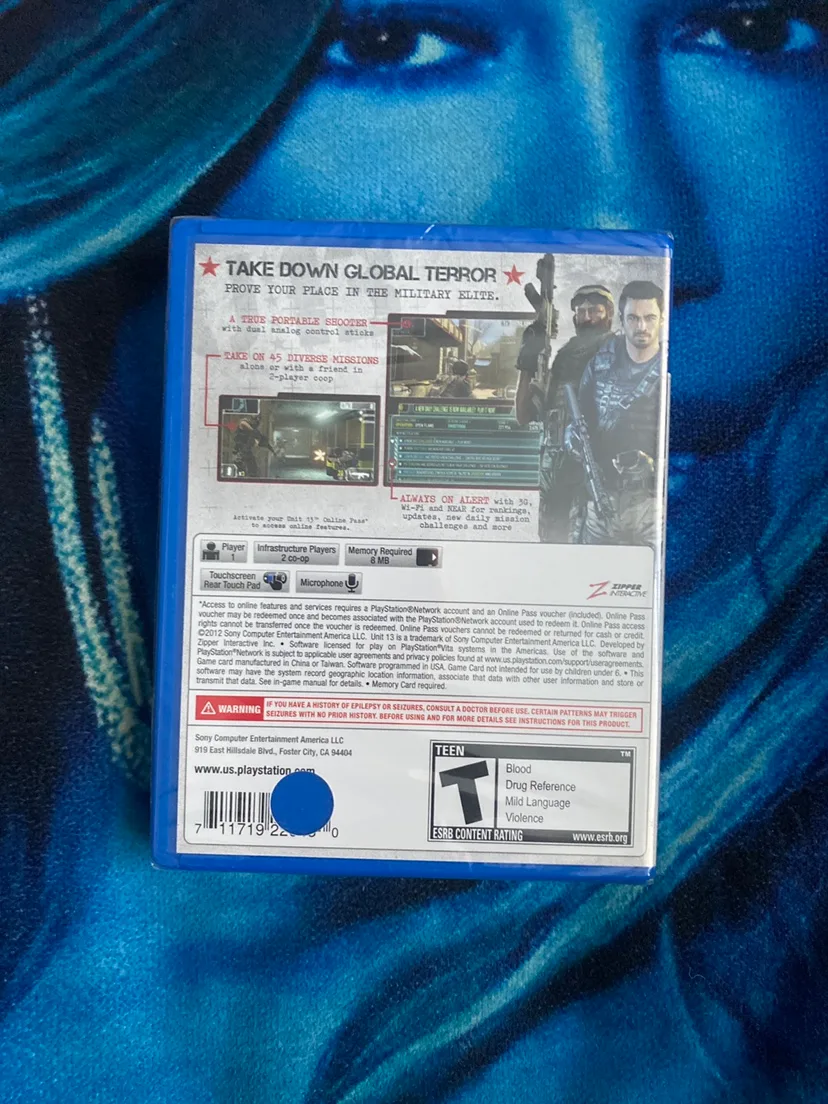 TAKE DOWN GLOBAL TERROR
PROVE YOUR PLACE IN THE MILITARY ELITE.
A TRUE PORTABLE SHOOTER
with dual analog control sticks
TAKE ON 45 DIVERSE MISSIONS
alone or with a friend in
2-player coop
A NEW DAILY CHALLENGE IS NOW AVAILABLE! PLAY IT NOW!
ALWAYS ON ALERT with 3G,
Wi-Fi and NEAR for rankings,
updates, new daily mission
challenges and more
Activate your Unit 13™ Online Pass*
to access online features.
Player
1
Infrastructure Players
2 co-op
Memory Required
8 MB
Touchscreen
Rear Touch Pad
Microphone
ZIPPER
INTERACTIVE
*Access to online features and services requires a PlayStation®Network account and an Online Pass voucher (included). Online Pass
voucher may be redeemed once and becomes associated with the PlayStation®Network account used to redeem it. Online Pass access
rights cannot be transferred once the voucher is redeemed. Online Pass vouchers cannot be redeemed or returned for cash or credit.
©2012 Sony Computer Entertainment America LLC. Unit 13 is a trademark of Sony Computer Entertainment America LLC. Developed by
Zipper Interactive Inc. • Software licensed for play on PlayStation®Vita systems in the Americas. Use of the software and
PlayStation®Network is subject to applicable user agreements and privacy policies found at www.us.playstation.com/support/useragreements.
Game card manufactured in China or Taiwan. Software programmed in USA. Game Card not intended for use by children under 6. • This
software may have the system record geographic location information, associate that data with other user information and store or
transmit that data. See in-game manual for details. • Memory Card required.
WARNING
IF YOU HAVE A HISTORY OF EPILEPSY OR SEIZURES, CONSULT A DOCTOR BEFORE USE. CERTAIN PATTERNS MAY TRIGGER
SEIZURES WITH NO PRIOR HISTORY. BEFORE USING AND FOR MORE DETAILS SEE INSTRUCTIONS FOR THIS PRODUCT.
Sony Computer Entertainment America LLC
919 East Hillsdale Blvd., Foster City, CA 94404
www.us.playstation.com
7 11719 22 0
TEEN
TM
T
Blood
Drug Reference
Mild Language
Violence
ESRB CONTENT RATING
www.esrb.org